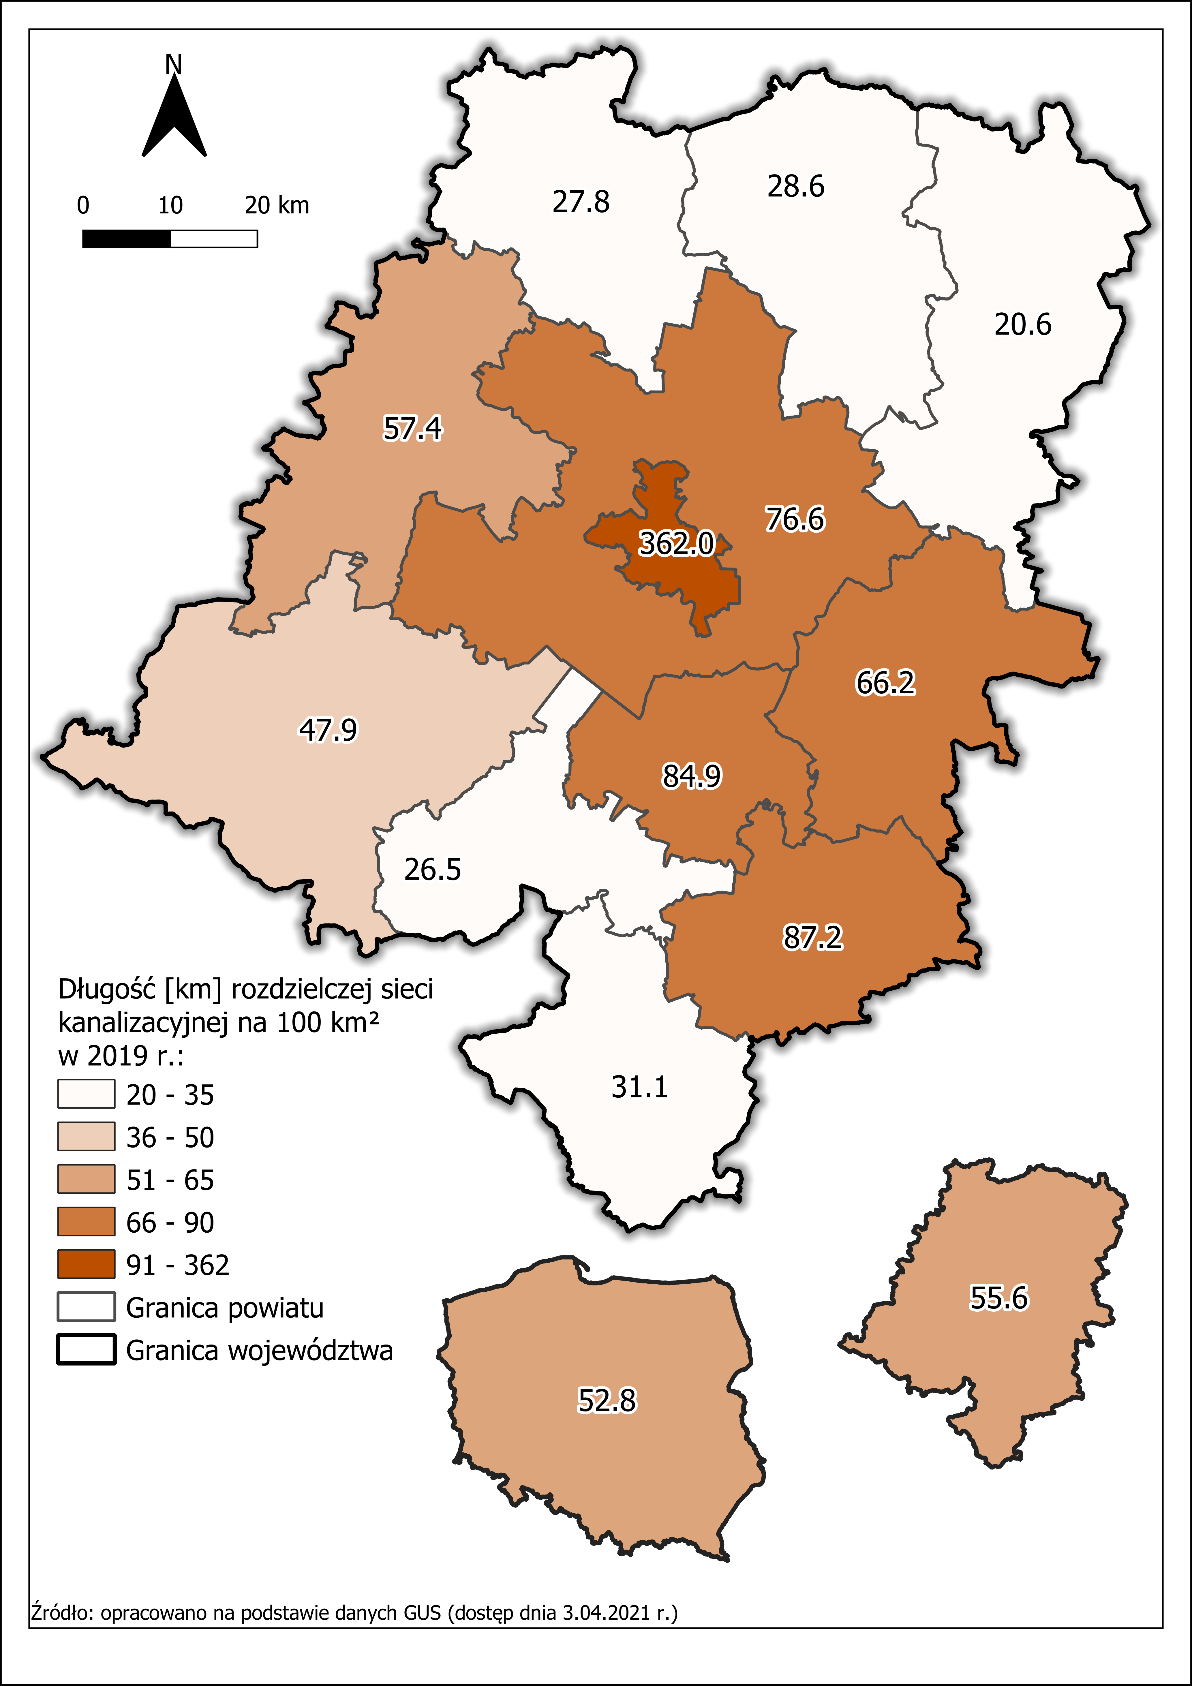 N
0 10 20 km
27.8
28.6
20.6
57.4
76.6
362.0
66.2
47.9
84.9
26.5
87.2
31.1
Długość [km] rozdzielczej sieci
kanalizacyjnej na 100 km²
w 2019 r.:
20 - 35
36 - 50
51 - 65
66 - 90
91 - 362
Granica powiatu
Granica województwa
55.6
52.8
Źródło: opracowano na podstawie danych GUS (dostęp dnia 3.04.2021 r.)